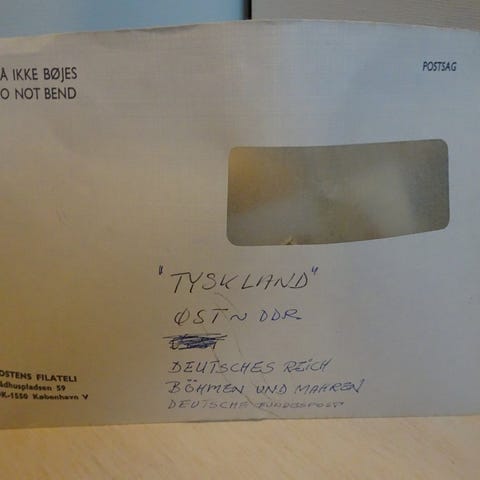 Å IKKE BØJES
O NOT BEND
POSTSAG
"TYSKLAND"
ØST ~ DDR.
DEUTSCHES REICH
BÖHMEN UND MAHREN
DEUTSCHE BUNDESPOST
OSTENS FILATELI
ådhuspladsen 59
K-1550 København V